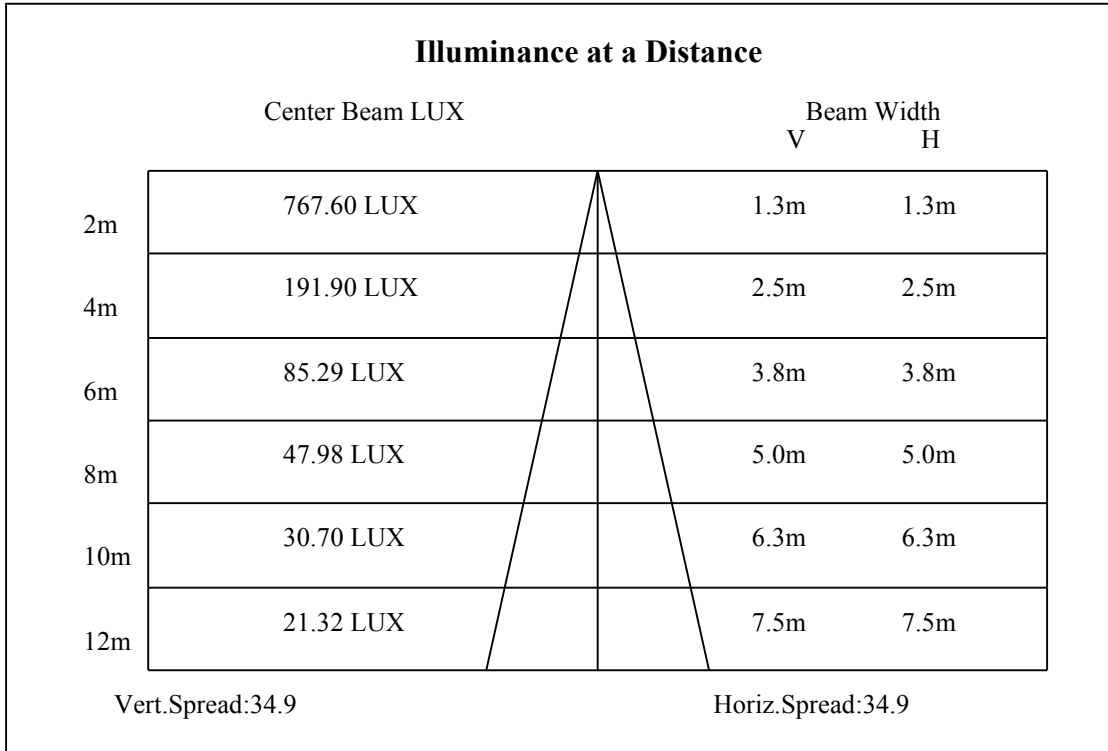 Illuminance at a Distance
Center Beam LUX Beam Width
V H
2m 767.60 LUX 1.3m 1.3m
4m 191.90 LUX 2.5m 2.5m
6m 85.29 LUX 3.8m 3.8m
8m 47.98 LUX 5.0m 5.0m
10m 30.70 LUX 6.3m 6.3m
12m 21.32 LUX 7.5m 7.5m
Vert.Spread:34.9 Horiz.Spread:34.9